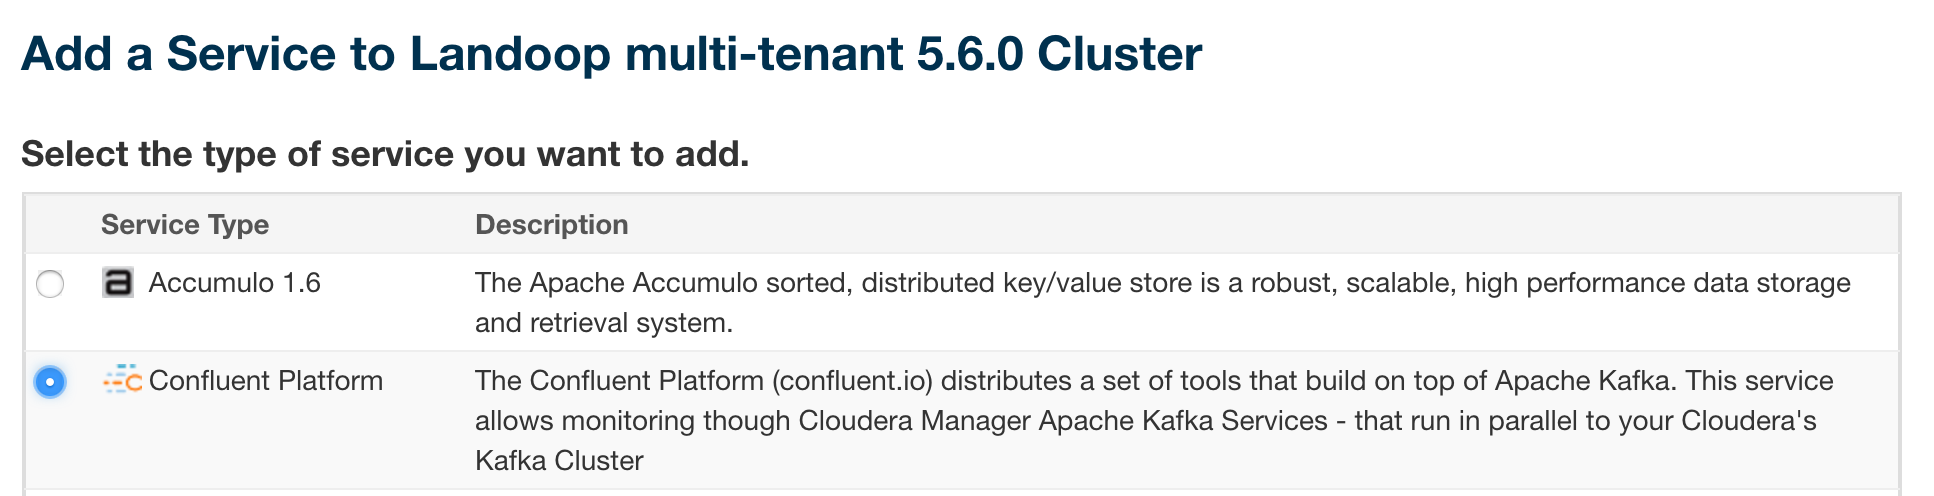 Add a Service to Landoop multi-tenant 5.6.0 Cluster
Select the type of service you want to add.
Service Type Description
Accumulo 1.6 The Apache Accumulo sorted, distributed key/value store is a robust, scalable, high performance data storage
and retrieval system.
Confluent Platform The Confluent Platform (confluent.io) distributes a set of tools that build on top of Apache Kafka. This service
allows monitoring though Cloudera Manager Apache Kafka Services - that run in parallel to your Cloudera's
Kafka Cluster